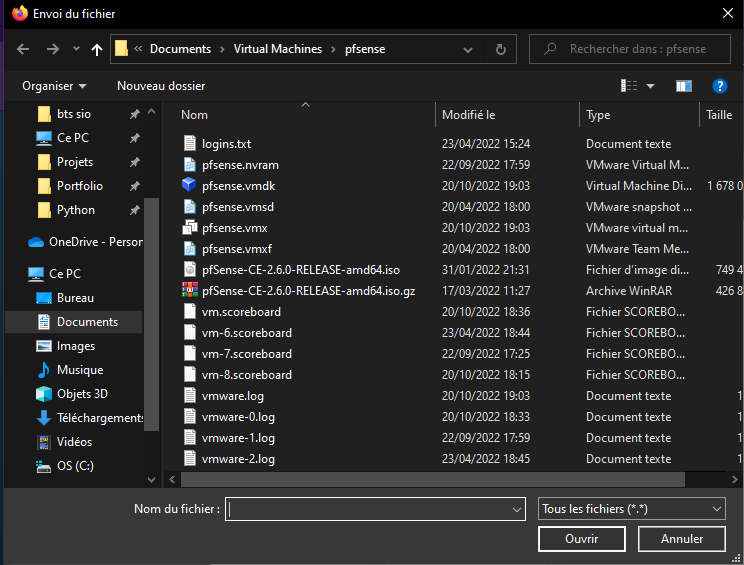 Envoi du fichier
« Documents > Virtual Machines > pfsense
Rechercher dans : pfsense
Organiser
Nouveau dossier
bts sio
Ce PC
Projets
Portfolio
Python
OneDrive - Person
Ce PC
Bureau
Documents
Images
Musique
Objets 3D
Téléchargements
Vidéos
OS (C:)
Nom Modifié le Type Taille
logins.txt 23/04/2022 15:24 Document texte
pfsense.nvram 22/09/2022 17:59 VMware Virtual M...
pfsense.vmdk 20/10/2022 19:03 Virtual Machine Di... 1 678 0
pfsense.vmsd 20/04/2022 18:00 VMware snapshot ...
pfsense.vmx 20/10/2022 19:03 VMware virtual m...
pfsense.vmxf 20/04/2022 18:00 VMware Team Me...
pfSense-CE-2.6.0-RELEASE-amd64.iso 31/01/2022 21:31 Fichier d'image di... 749 4
pfSense-CE-2.6.0-RELEASE-amd64.iso.gz 17/03/2022 11:27 Archive WinRAR 426 8
vm.scoreboard 20/10/2022 18:36 Fichier SCOREBO...
vm-6.scoreboard 23/04/2022 18:44 Fichier SCOREBO...
vm-7.scoreboard 22/09/2022 17:25 Fichier SCOREBO...
vm-8.scoreboard 20/10/2022 18:15 Fichier SCOREBO...
vmware.log 20/10/2022 19:03 Document texte 1
vmware-0.log 20/10/2022 18:33 Document texte 1
vmware-1.log 22/09/2022 17:59 Document texte 1
vmware-2.log 23/04/2022 18:45 Document texte 1
Nom du fichier :
Tous les fichiers (*.*)
Ouvrir
Annuler